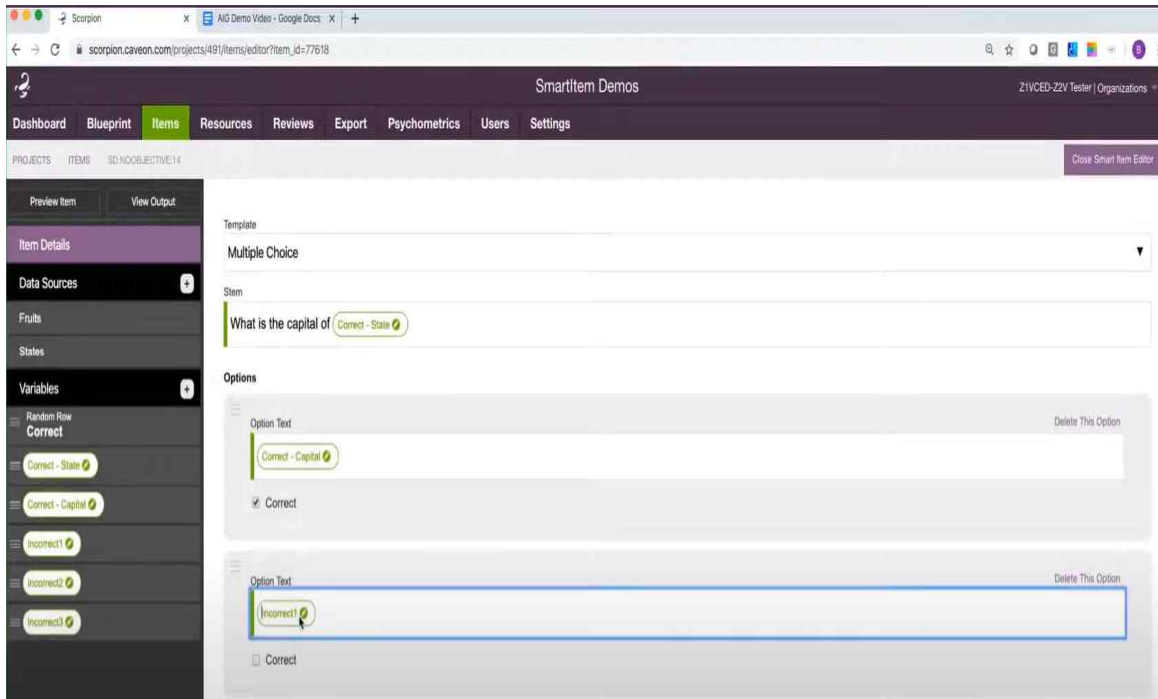 Scorpion
AIG Demo Video - Google Docs
scorpion.caveon.com/projects/491/items/editor?item_id=77618
B
SmartItem Demos
Z1VCED-Z2V Tester | Organizations
Dashboard Blueprint Items Resources Reviews Export Psychometrics Users Settings
PROJECTS ITEMS SD.NOOBJECTIVE.14
Close Smart Item Editor
Preview Item View Output
Item Details
Data Sources
Fruits
States
Variables
Random Row
Correct
Correct - State
Correct - Capital
Incorrect1
Incorrect2
Incorrect3
Template
Multiple Choice
Stem
What is the capital of Correct - State
Options
Option Text Delete This Option
Correct - Capital
Correct
Option Text Delete This Option
Incorrect1
Correct